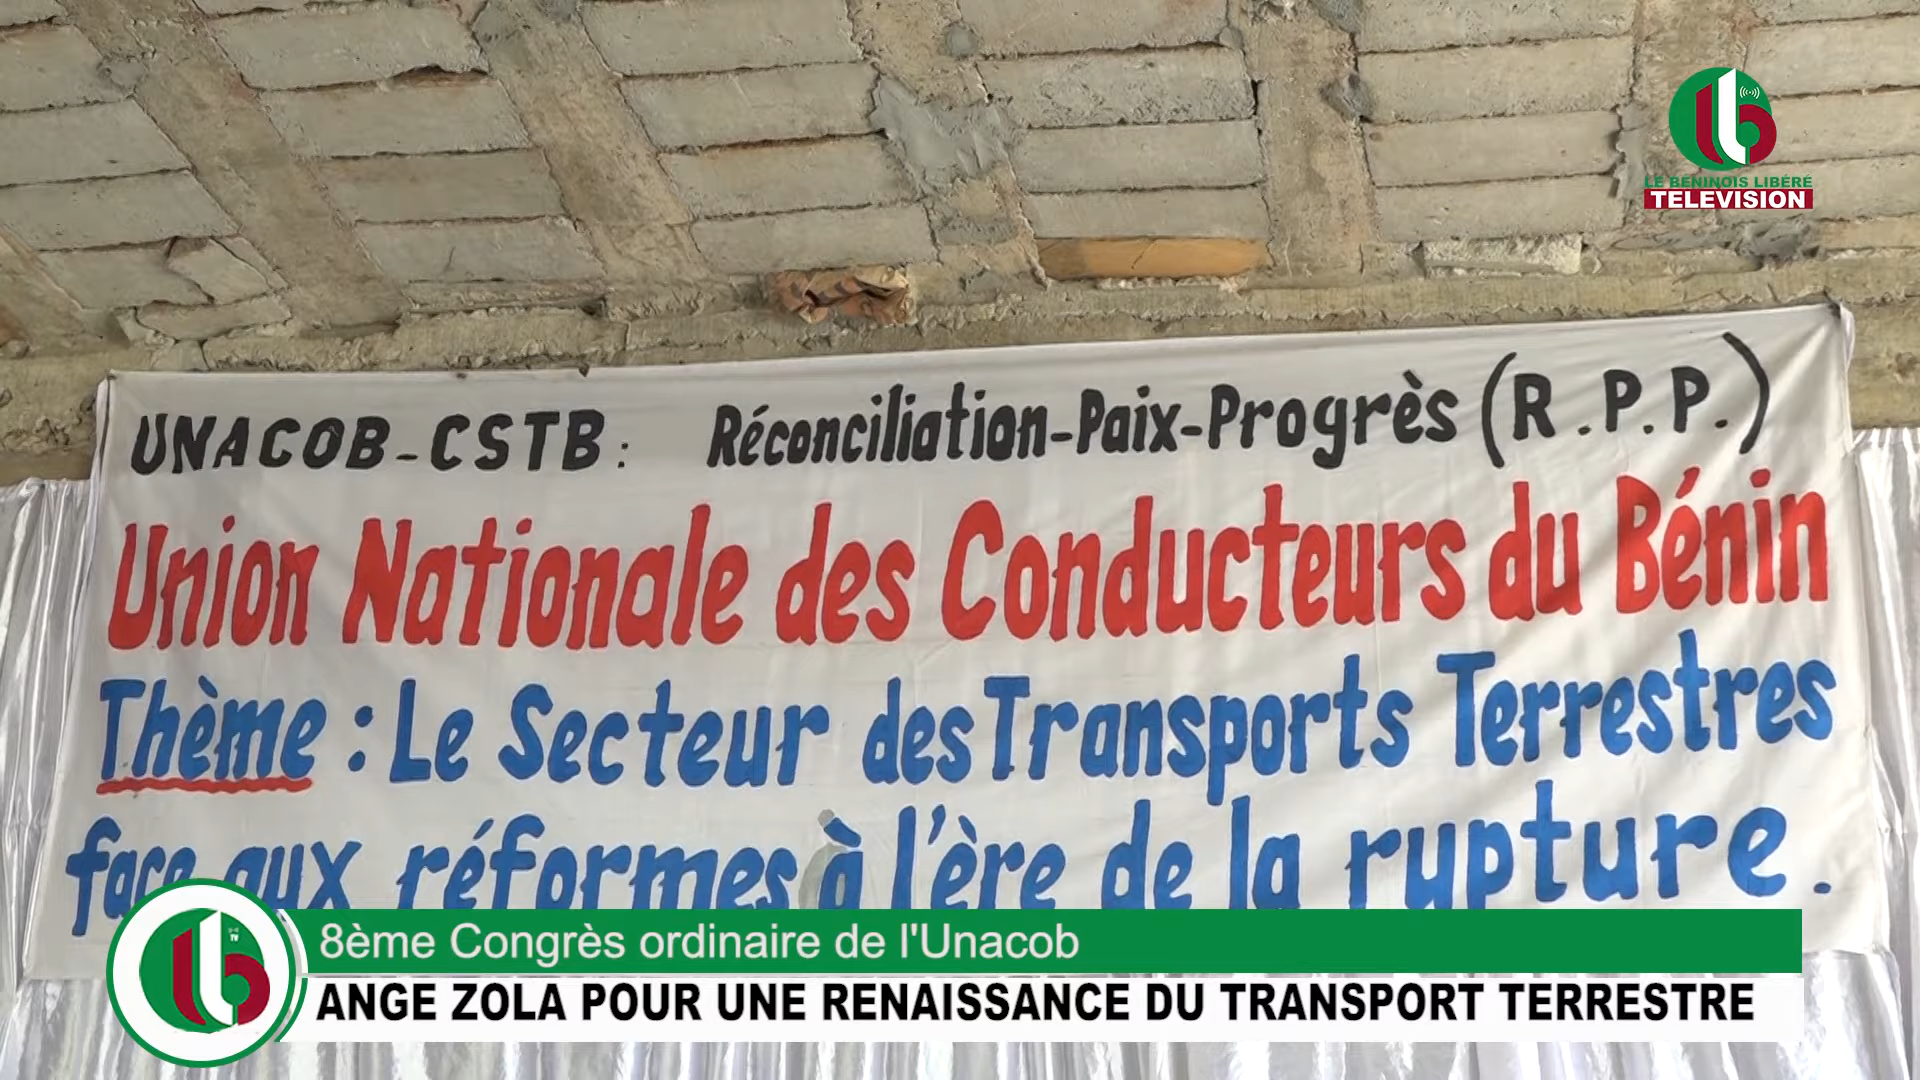 LE BÉNINOIS LIBÉRÉ
TELEVISION
UNACOB-CSTB: Réconciliation-Paix-Progrès (R.P.P.)
Union Nationale des Conducteurs du Bénin
Thème : Le Secteur des Transports Terrestres
face aux réformes à l'ère de la rupture.
8ème Congrès ordinaire de l'Unacob
ANGE ZOLA POUR UNE RENAISSANCE DU TRANSPORT TERRESTRE